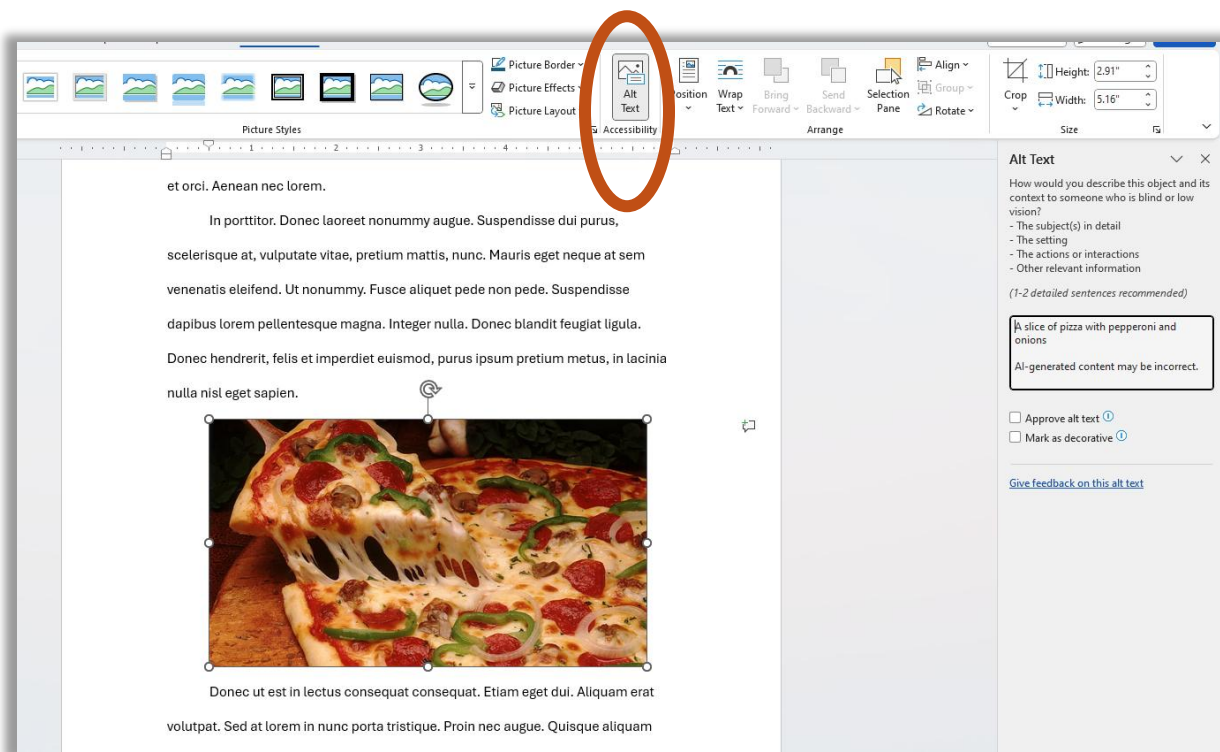 Picture Border
Picture Effects
Picture Layout
Alt
Text
Position
Wrap
Text
Bring
Forward
Send
Backward
Selection
Pane
Align
Group
Rotate
Crop
Height: 2.91"
Width: 5.16"
Picture Styles
Accessibility
Arrange
Size
1 2 3 4
et orci. Aenean nec lorem.
In porttitor. Donec laoreet nonummy augue. Suspendisse dui purus,
scelerisque at, vulputate vitae, pretium mattis, nunc. Mauris eget neque at sem
venenatis eleifend. Ut nonummy. Fusce aliquet pede non pede. Suspendisse
dapibus lorem pellentesque magna. Integer nulla. Donec blandit feugiat ligula.
Donec hendrerit, felis et imperdiet euismod, purus ipsum pretium metus, in lacinia
nulla nisl eget sapien.
Donec ut est in lectus consequat consequat. Etiam eget dui. Aliquam erat
volutpat. Sed at lorem in nunc porta tristique. Proin nec augue. Quisque aliquam
Alt Text
How would you describe this object and its
context to someone who is blind or low
vision?
- The subject(s) in detail
- The setting
- The actions or interactions
- Other relevant information
(1-2 detailed sentences recommended)
A slice of pizza with pepperoni and
onions
AI-generated content may be incorrect.
Approve alt text
Mark as decorative
Give feedback on this alt text